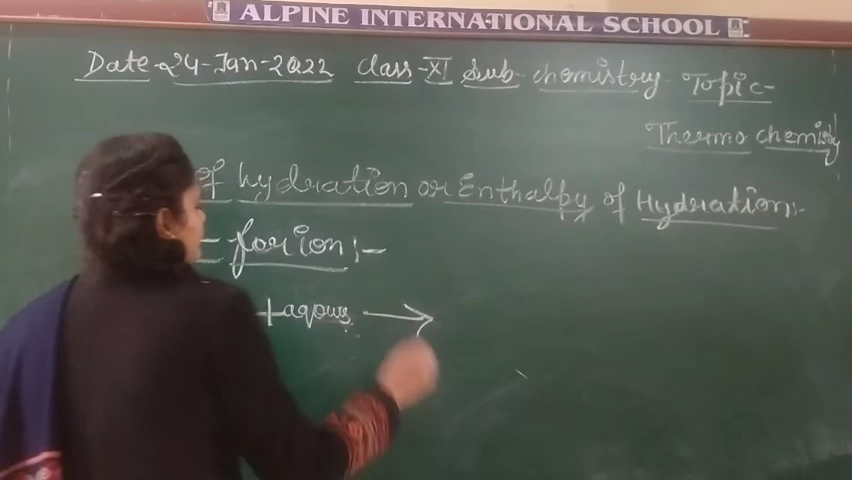 ALPINE INTERNATIONAL SCHOOL
Date-24-Jan-2022 Class-XI Sub-chemistry Topic-
Thermo chemistry
of hydration or Enthalpy of Hydration:-
- for ion:-
+ aqous →